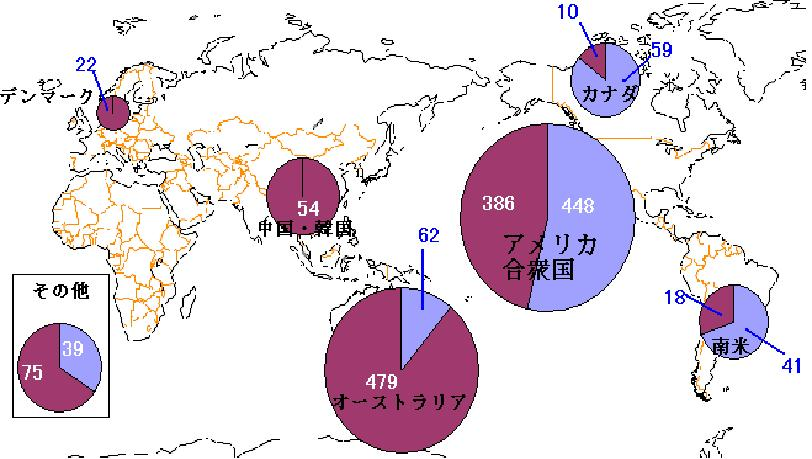 10
59
カナダ
22
デンマーク
54
中国・韓国
386
448
アメリカ
合衆国
62
479
オーストラリア
18
41
南米
その他
39
75